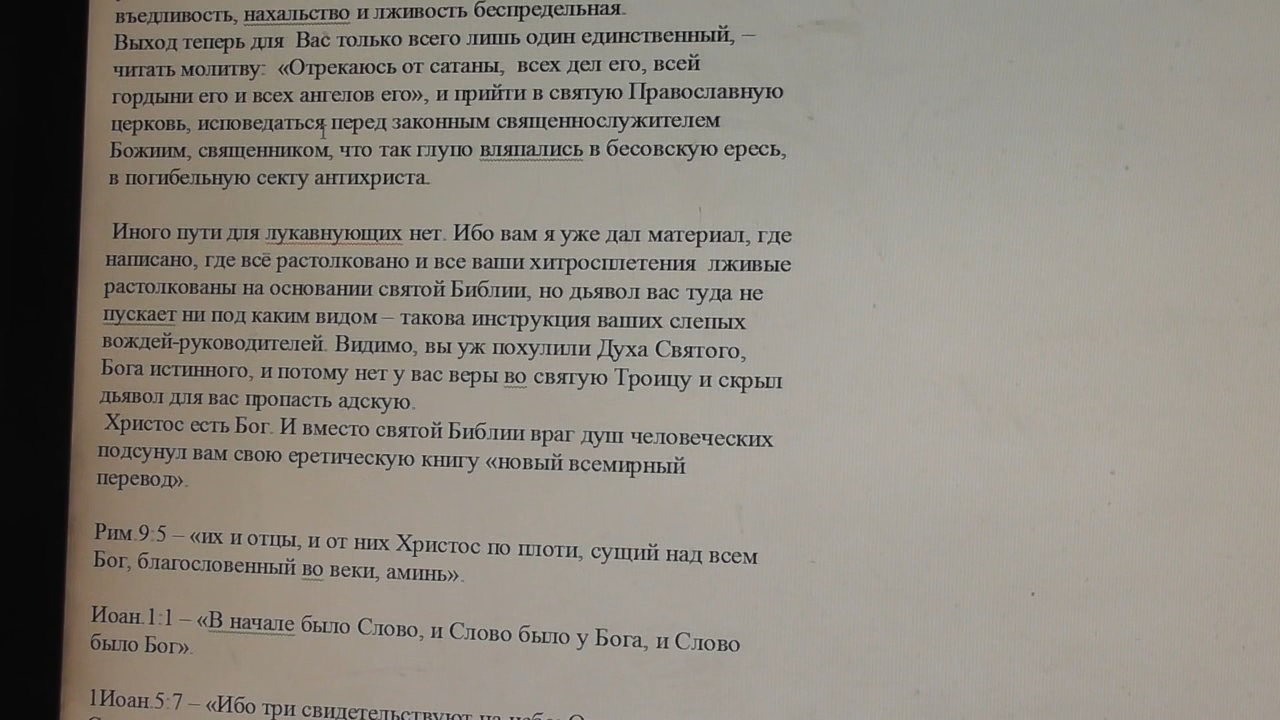 въедливость, нахальство и лживость беспредельная.
Выход теперь для Вас только всего лишь один единственный, –
читать молитву: «Отрекаюсь от сатаны, всех дел его, всей
гордыни его и всех ангелов его», и прийти в святую Православную
церковь, исповедаться перед законным священнослужителем
Божиим, священником, что так глупо вляпались в бесовскую ересь,
в погибельную секту антихриста.
Иного пути для лукавнующих нет. Ибо вам я уже дал материал, где
написано, где всё растолковано и все ваши хитросплетения лживые
растолкованы на основании святой Библии, но дьявол вас туда не
пускает ни под каким видом – такова инструкция ваших слепых
вождей-руководителей. Видимо, вы уж похулили Духа Святого,
Бога истинного, и потому нет у вас веры во святую Троицу и скрыл
дьявол для вас пропасть адскую.
Христос есть Бог. И вместо святой Библии враг душ человеческих
подсунул вам свою еретическую книгу «новый всемирный
перевод».
Рим.9:5 – «их и отцы, и от них Христос по плоти, сущий над всем
Бог, благословенный во веки, аминь».
Иоан.1:1 – «В начале было Слово, и Слово было у Бога, и Слово
было Бог».
1Иоан.5:7 – «Ибо три свидетельствуют на небе: